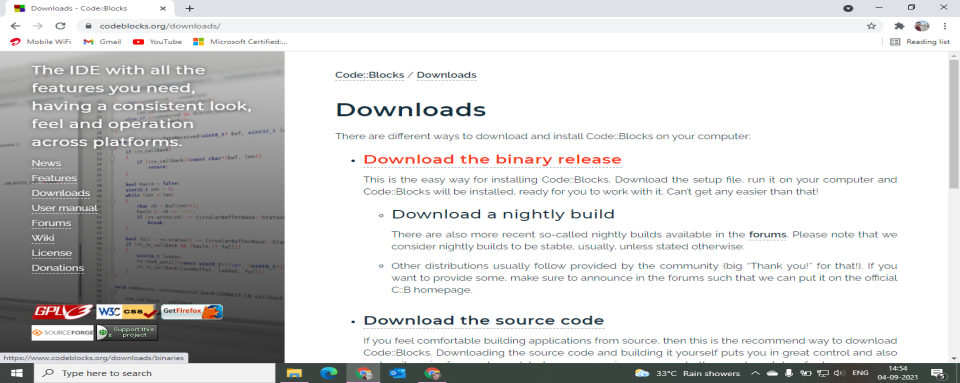 Downloads - Code::Blocks
codeblocks.org/downloads/
Mobile WiFi
Gmail
YouTube
Microsoft Certified:...
Reading list
The IDE with all the
features you need,
having a consistent look,
feel and operation
across platforms.
News
Features
Downloads
User manual
Forums
Wiki
License
Donations
GPL v3
W3C css
Get Firefox
SOURCEFORGE
Support this
project
https://www.codeblocks.org/downloads/binaries
Code::Blocks / Downloads
Downloads
There are different ways to download and install Code::Blocks on your computer:
Download the binary release
This is the easy way for installing Code::Blocks. Download the setup file, run it on your computer and
Code::Blocks will be installed, ready for you to work with it. Can't get any easier than that!
Download a nightly build
There are also more recent so-called nightly builds available in the forums. Please note that we
consider nightly builds to be stable, usually, unless stated otherwise.
Other distributions usually follow provided by the community (big "Thank you!" for that!). If you
want to provide some, make sure to announce in the forums such that we can put it on the official
C::B homepage.
Download the source code
If you feel comfortable building applications from source, then this is the recommend way to download
Code::Blocks. Downloading the source code and building it yourself puts you in great control and also
Type here to search
33°C Rain showers
ENG
14:54
04-09-2021